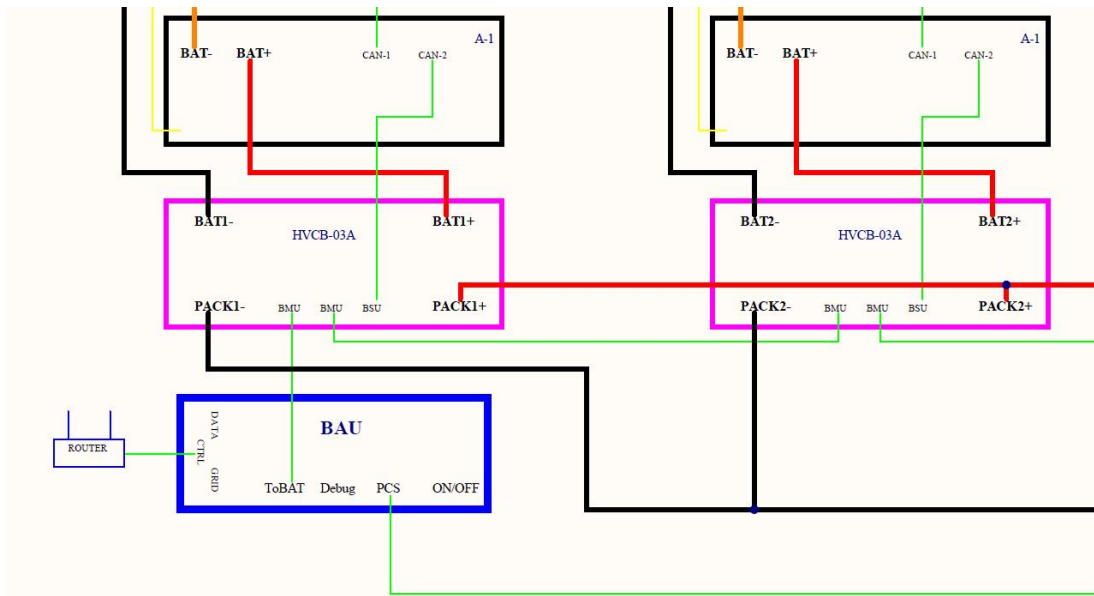 A-1
BAT- BAT+ CAN-1 CAN-2
A-1
BAT- BAT+ CAN-1 CAN-2
BAT1- BAT1+
HVCB-03A
PACK1- BMU BMU BSU PACK1+
BAT2- BAT2+
HVCB-03A
PACK2- BMU BMU BSU PACK2+
ROUTER
DATA
CTRL
GRID
BAU
ToBAT Debug PCS ON/OFF